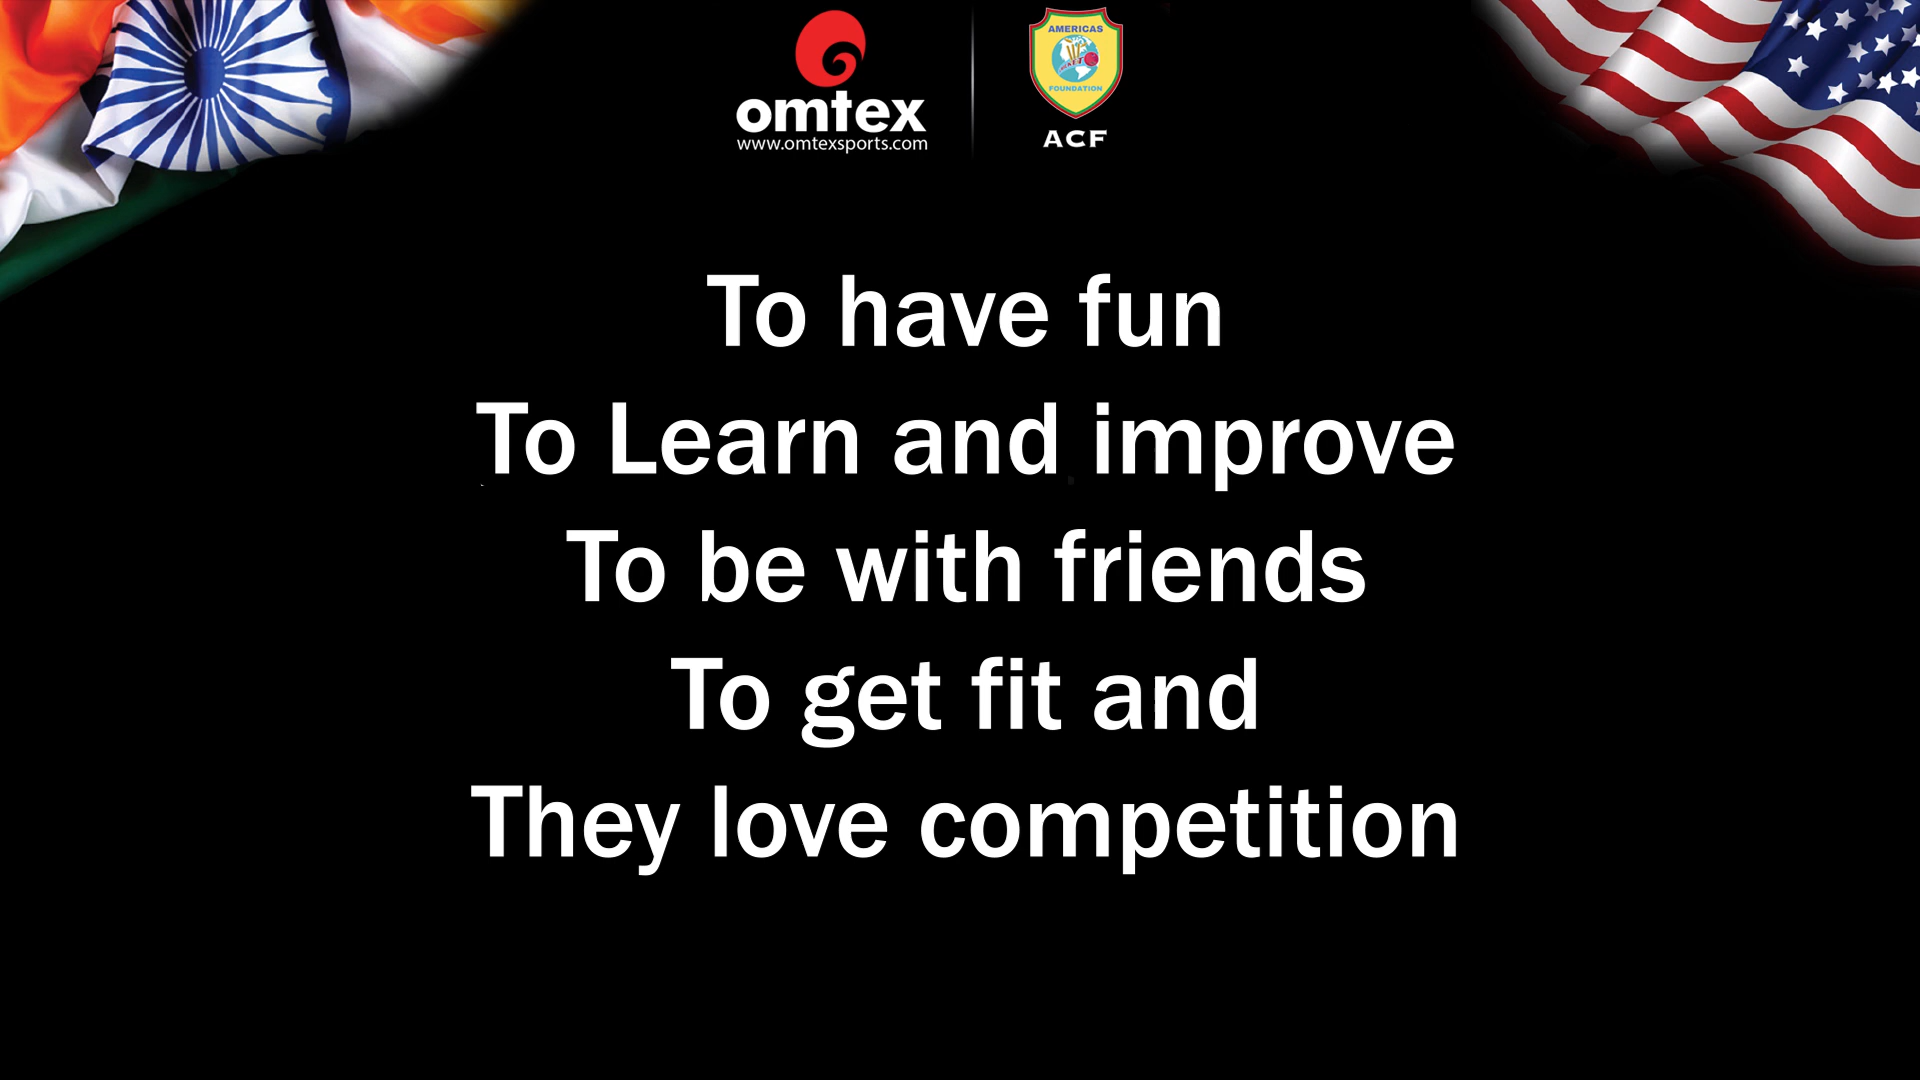 omtex
www.omtexsports.com
AMERICAS
FOUNDATION
ACF
To have fun
To Learn and improve
To be with friends
To get fit and
They love competition